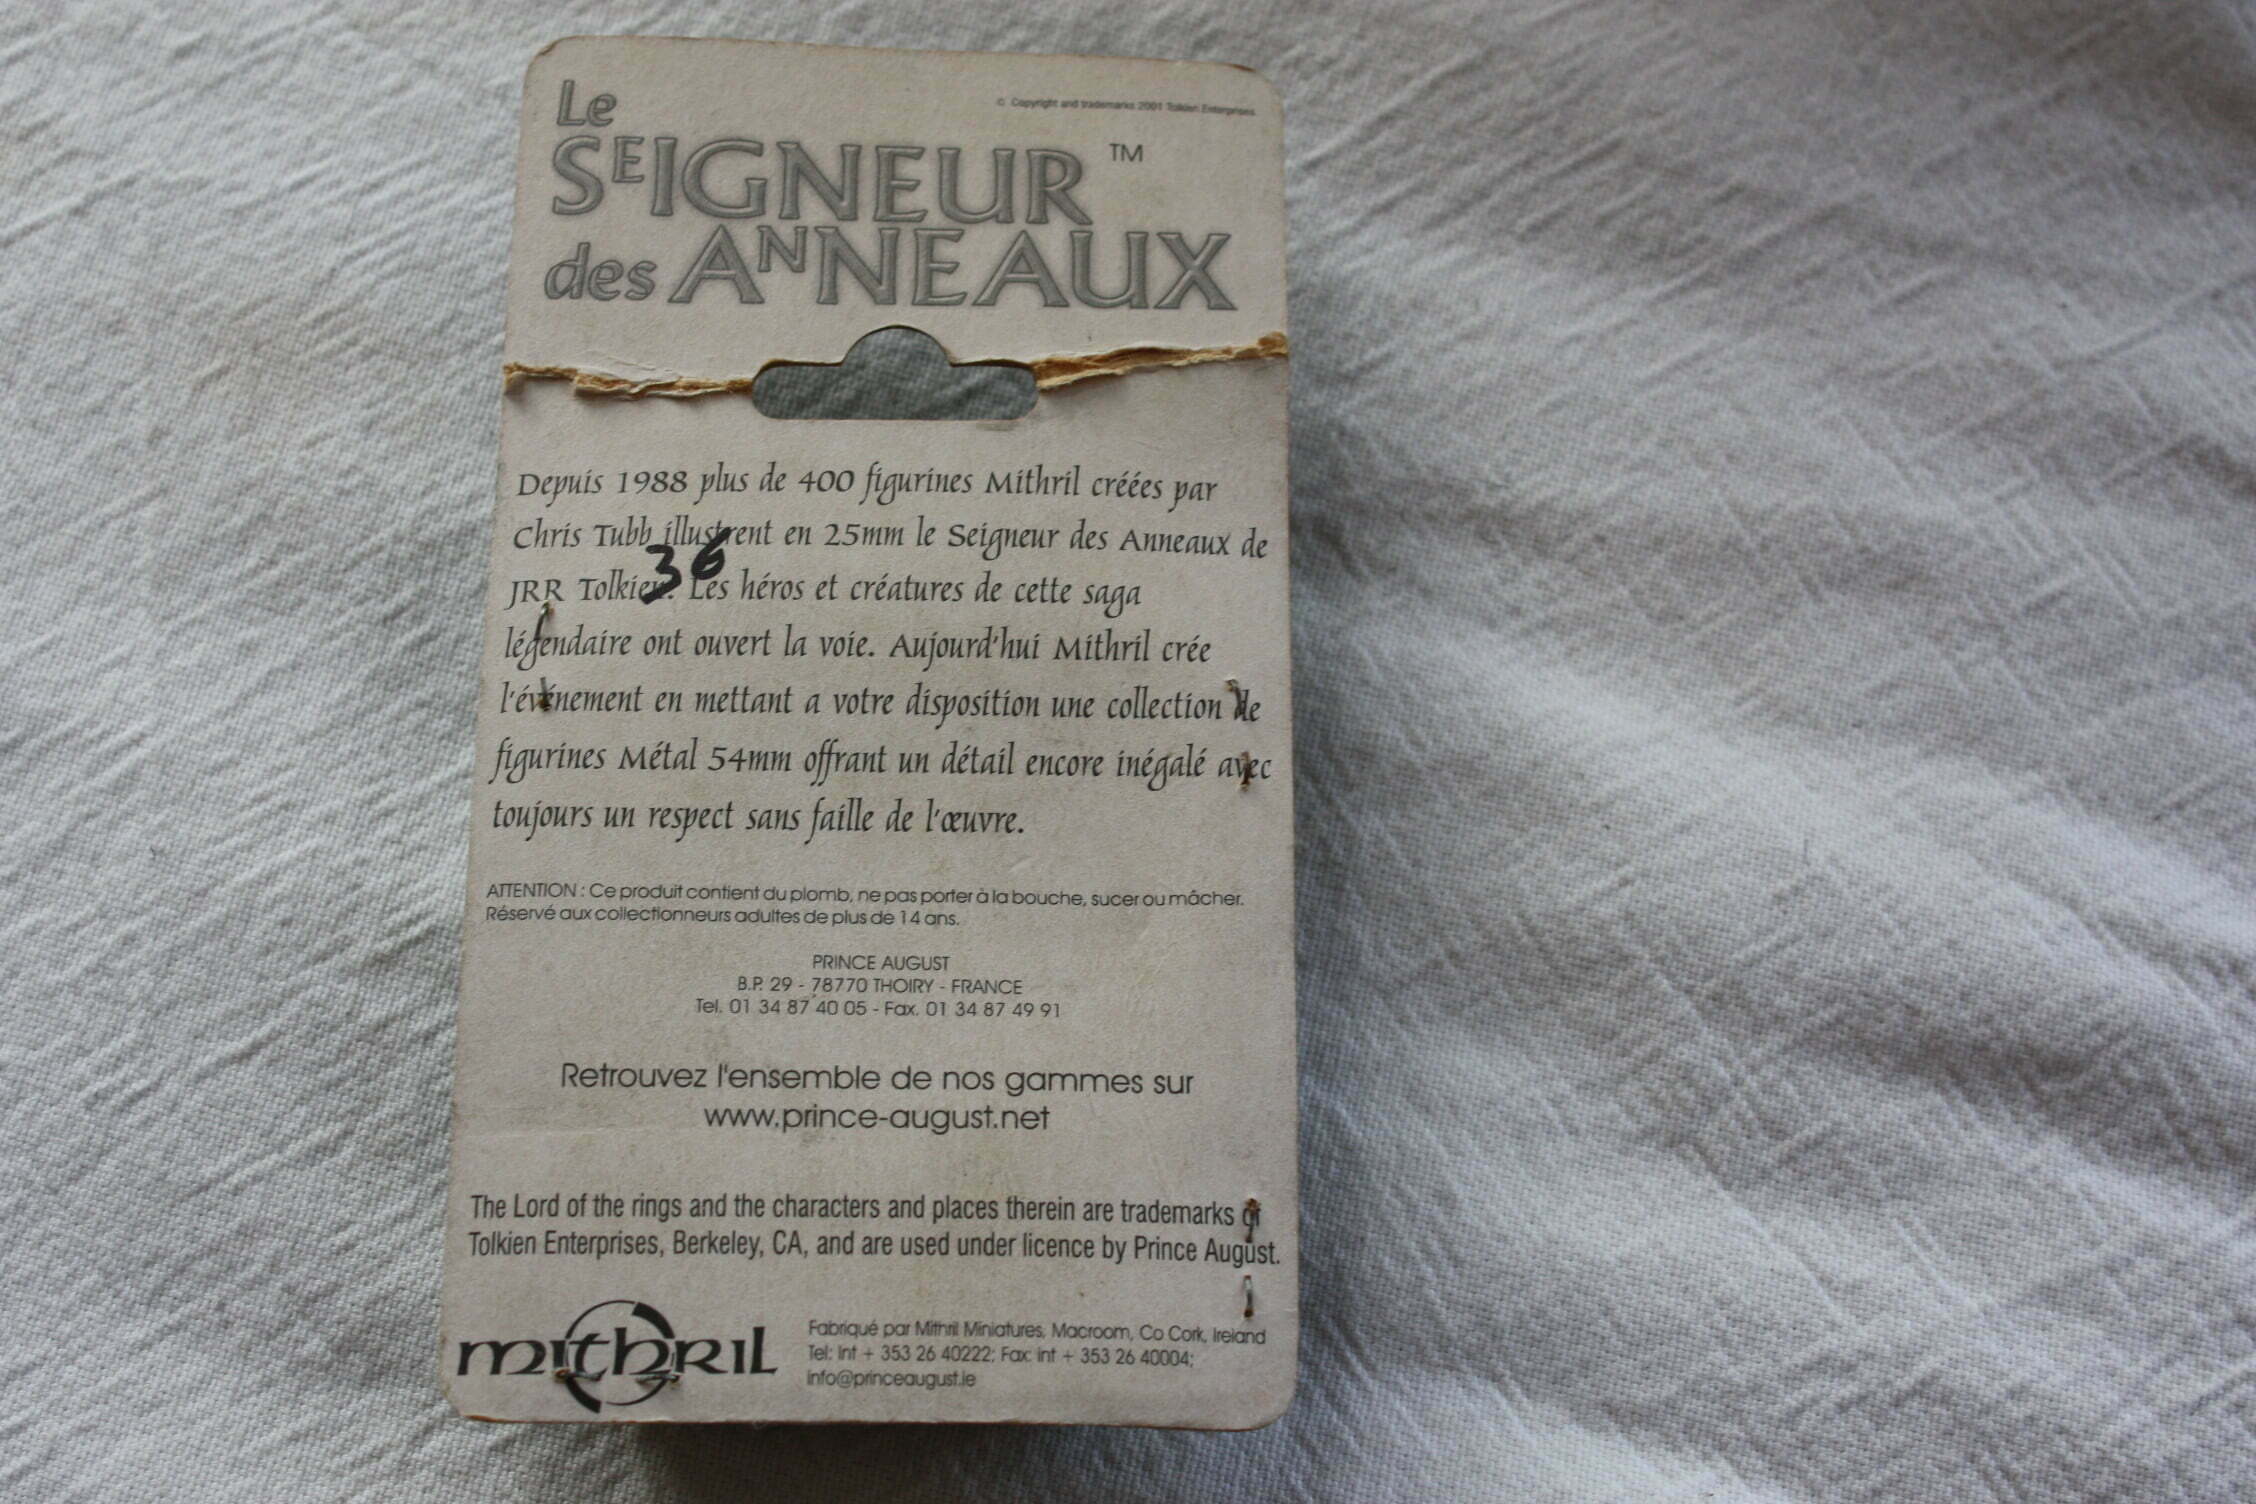 © Copyright and trademarks 2001 Tolkien Enterprises
Le
SEIGNEUR TM
des ANNEAUX
Depuis 1988 plus de 400 figurines Mithril créées par
Chris Tubb illustrent en 25mm le Seigneur des Anneaux de
36
JRR Tolkien. Les héros et créatures de cette saga
légendaire ont ouvert la voie. Aujourd'hui Mithril crée
l'événement en mettant a votre disposition une collection de
figurines Métal 54mm offrant un détail encore inégalé avec
toujours un respect sans faille de l'œuvre.
ATTENTION : Ce produit contient du plomb, ne pas porter à la bouche, sucer ou mâcher.
Réservé aux collectionneurs adultes de plus de 14 ans.
PRINCE AUGUST
B.P. 29 - 78770 THOIRY - FRANCE
Tel. 01 34 87 40 05 - Fax. 01 34 87 49 91
Retrouvez l'ensemble de nos gammes sur
www.prince-august.net
The Lord of the rings and the characters and places therein are trademarks of
Tolkien Enterprises, Berkeley, CA, and are used under licence by Prince August.
mithril
Fabriqué par Mithril Miniatures, Macroom, Co Cork, Ireland
Tel: Int + 353 26 40222; Fax: int + 353 26 40004;
info@princeaugust.ie